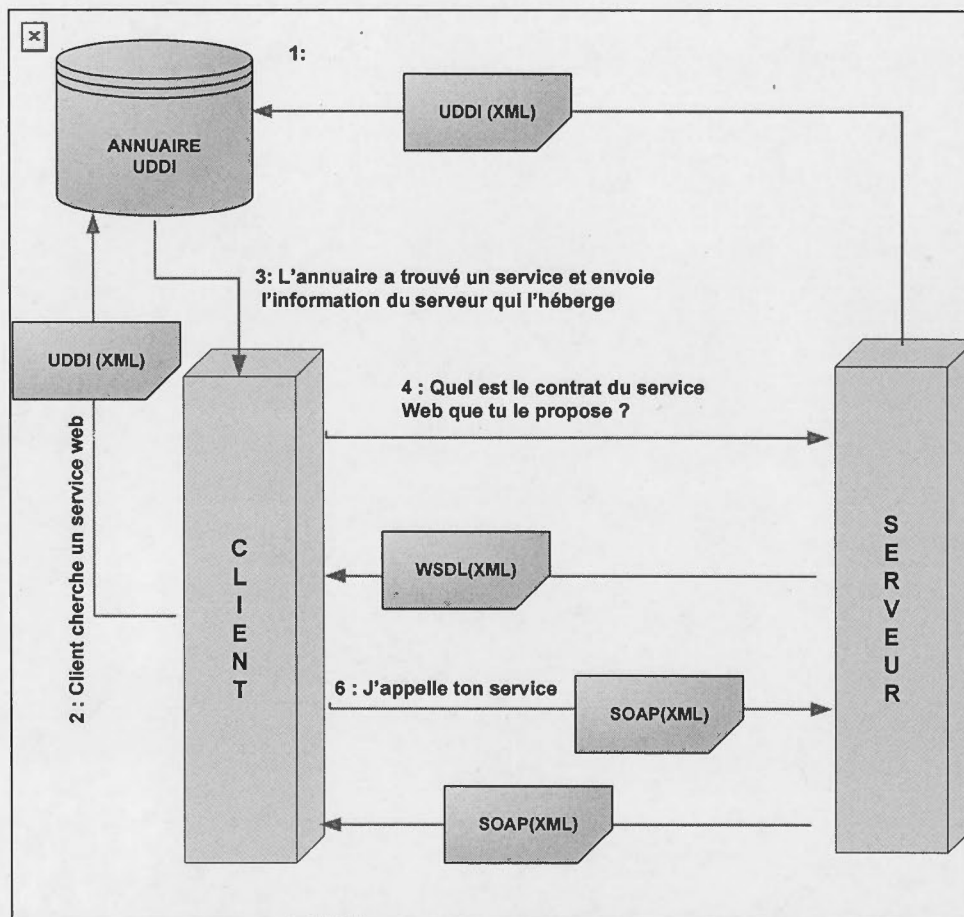 1:
UDDI (XML)
ANNUAIRE
UDDI
3: L'annuaire a trouvé un service et envoie
l'information du serveur qui l'héberge
UDDI (XML)
4 : Quel est le contrat du service
Web que tu le propose ?
2 : Client cherche un service web
CLIENT
SERVEUR
WSDL(XML)
6 : J'appelle ton service
SOAP(XML)
SOAP(XML)